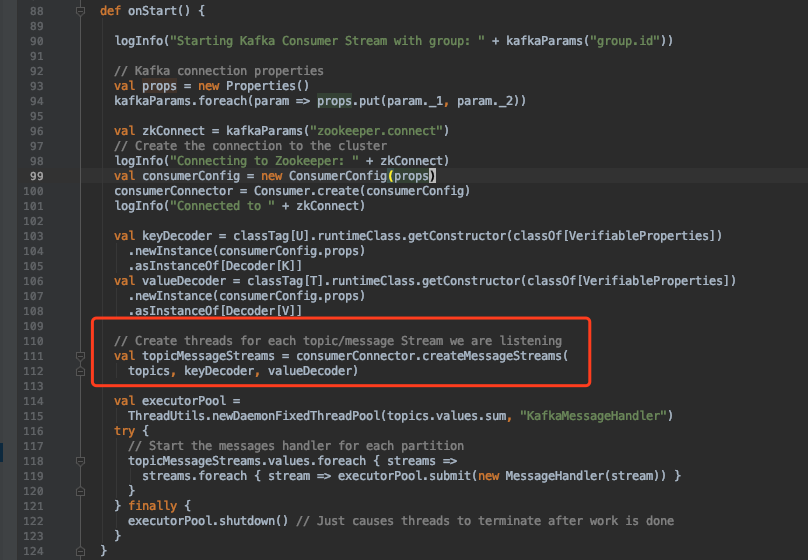 88 def onStart() {
89
90 logInfo("Starting Kafka Consumer Stream with group: " + kafkaParams("group.id"))
91
92 // Kafka connection properties
93 val props = new Properties()
94 kafkaParams.foreach(param => props.put(param._1, param._2))
95
96 val zkConnect = kafkaParams("zookeeper.connect")
97 // Create the connection to the cluster
98 logInfo("Connecting to Zookeeper: " + zkConnect)
99 val consumerConfig = new ConsumerConfig(props)
100 consumerConnector = Consumer.create(consumerConfig)
101 logInfo("Connected to " + zkConnect)
102
103 val keyDecoder = classTag[U].runtimeClass.getConstructor(classOf[VerifiableProperties])
104 .newInstance(consumerConfig.props)
105 .asInstanceOf[Decoder[K]]
106 val valueDecoder = classTag[T].runtimeClass.getConstructor(classOf[VerifiableProperties])
107 .newInstance(consumerConfig.props)
108 .asInstanceOf[Decoder[V]]
109
110 // Create threads for each topic/message Stream we are listening
111 val topicMessageStreams = consumerConnector.createMessageStreams(
112 topics, keyDecoder, valueDecoder)
113
114 val executorPool =
115 ThreadUtils.newDaemonFixedThreadPool(topics.values.sum, "KafkaMessageHandler")
116 try {
117 // Start the messages handler for each partition
118 topicMessageStreams.values.foreach { streams =>
119 streams.foreach { stream => executorPool.submit(new MessageHandler(stream)) }
120 }
121 } finally {
122 executorPool.shutdown() // Just causes threads to terminate after work is done
123 }
124 }